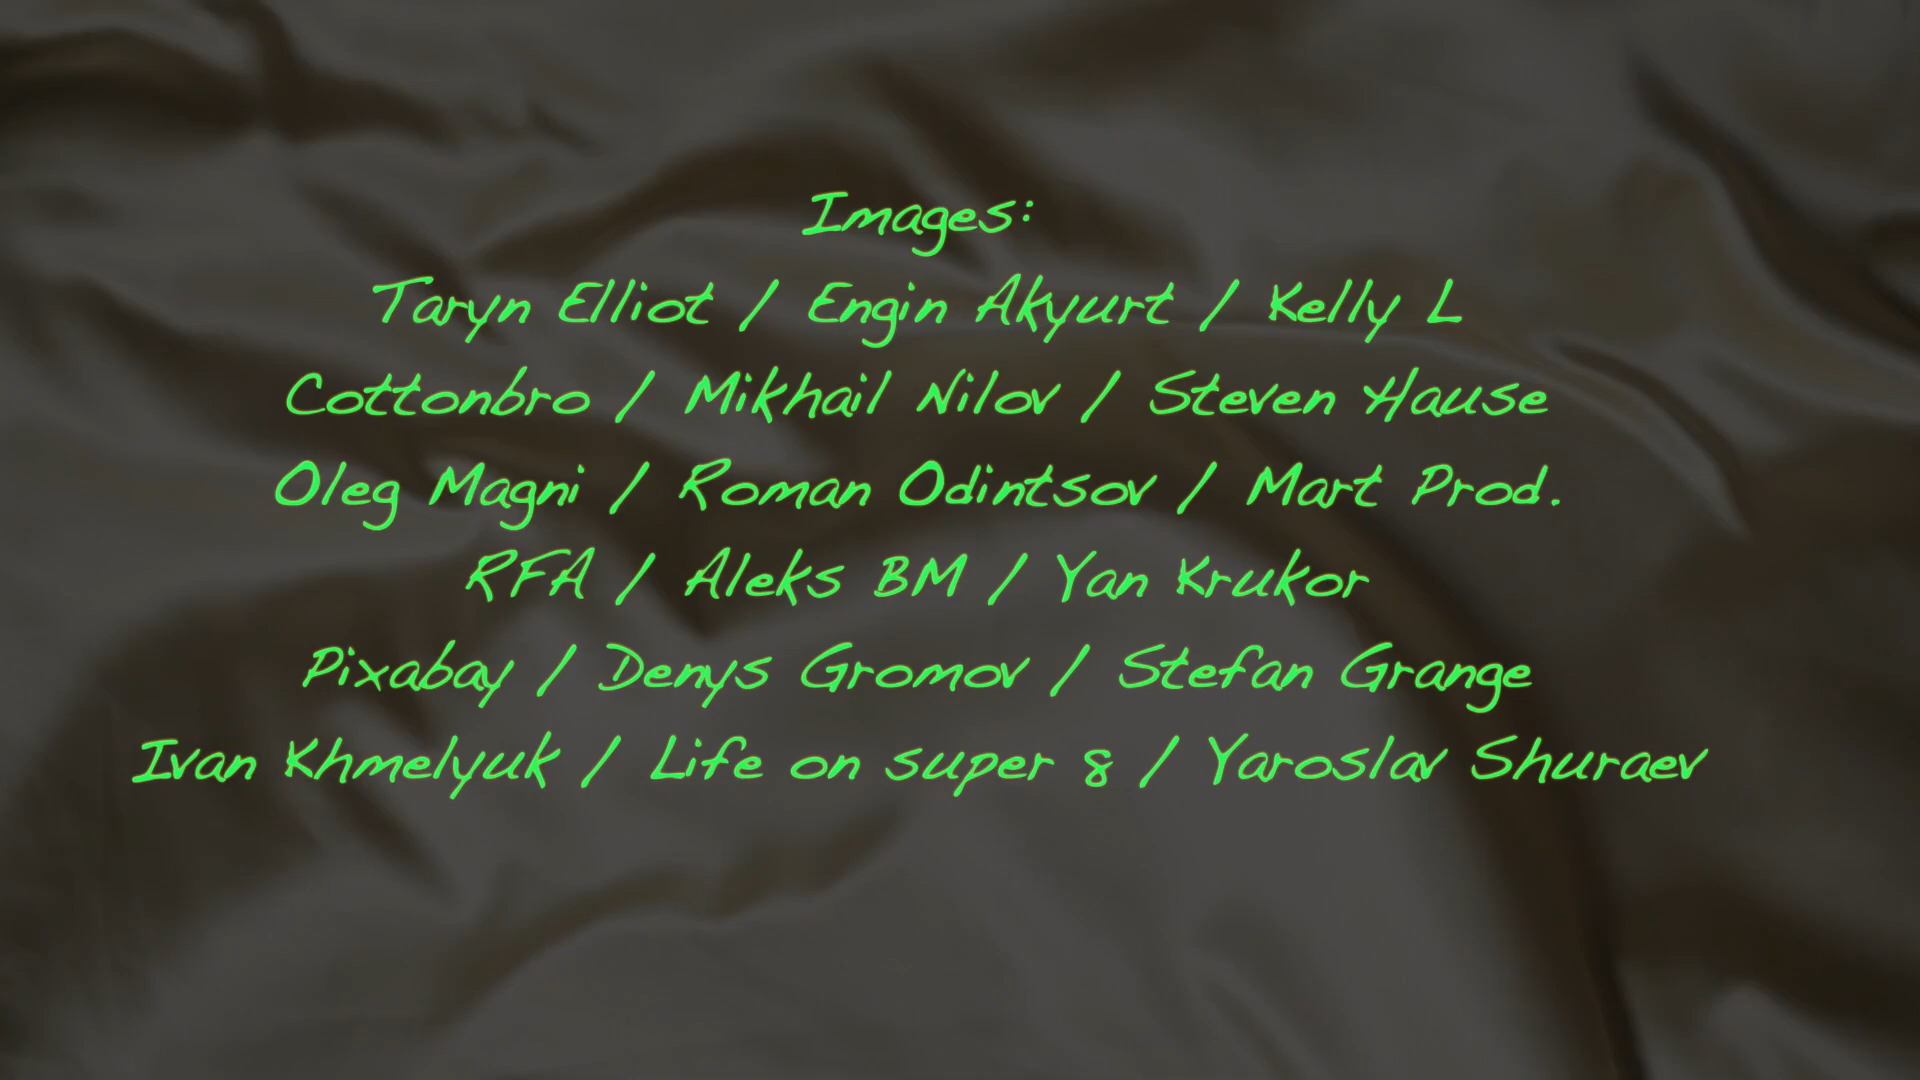 Images:
Taryn Elliot / Engin Akyurt / Kelly L
Cottonbro / Mikhail Nilov / Steven Hause
Oleg Magni / Roman Odintsov / Mart Prod.
RFA / Aleks BM / Yan Krukor
Pixabay / Denys Gromov / Stefan Grange
Ivan Khmelyuk / Life on super 8 / Yaroslav Shuraev